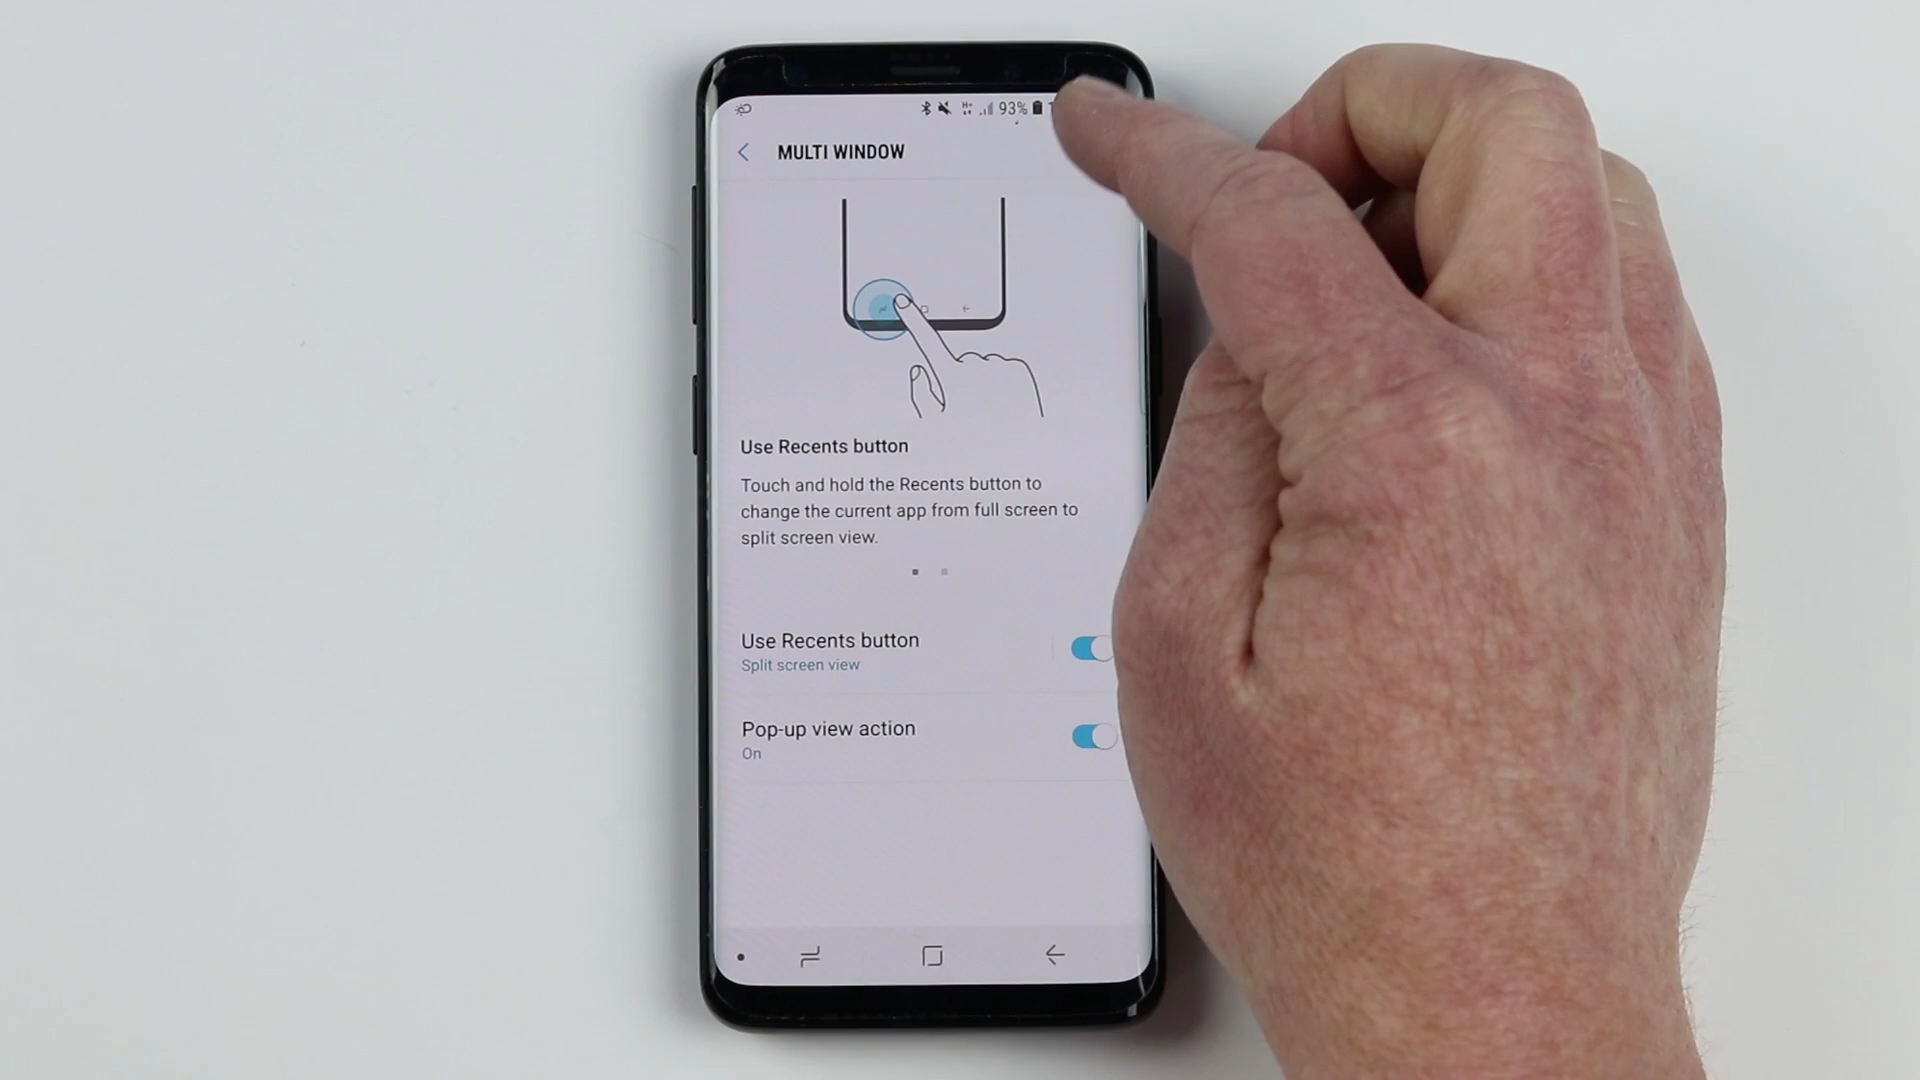 93%
MULTI WINDOW
Use Recents button
Touch and hold the Recents button to
change the current app from full screen to
split screen view.
Use Recents button
Split screen view
Pop-up view action
On